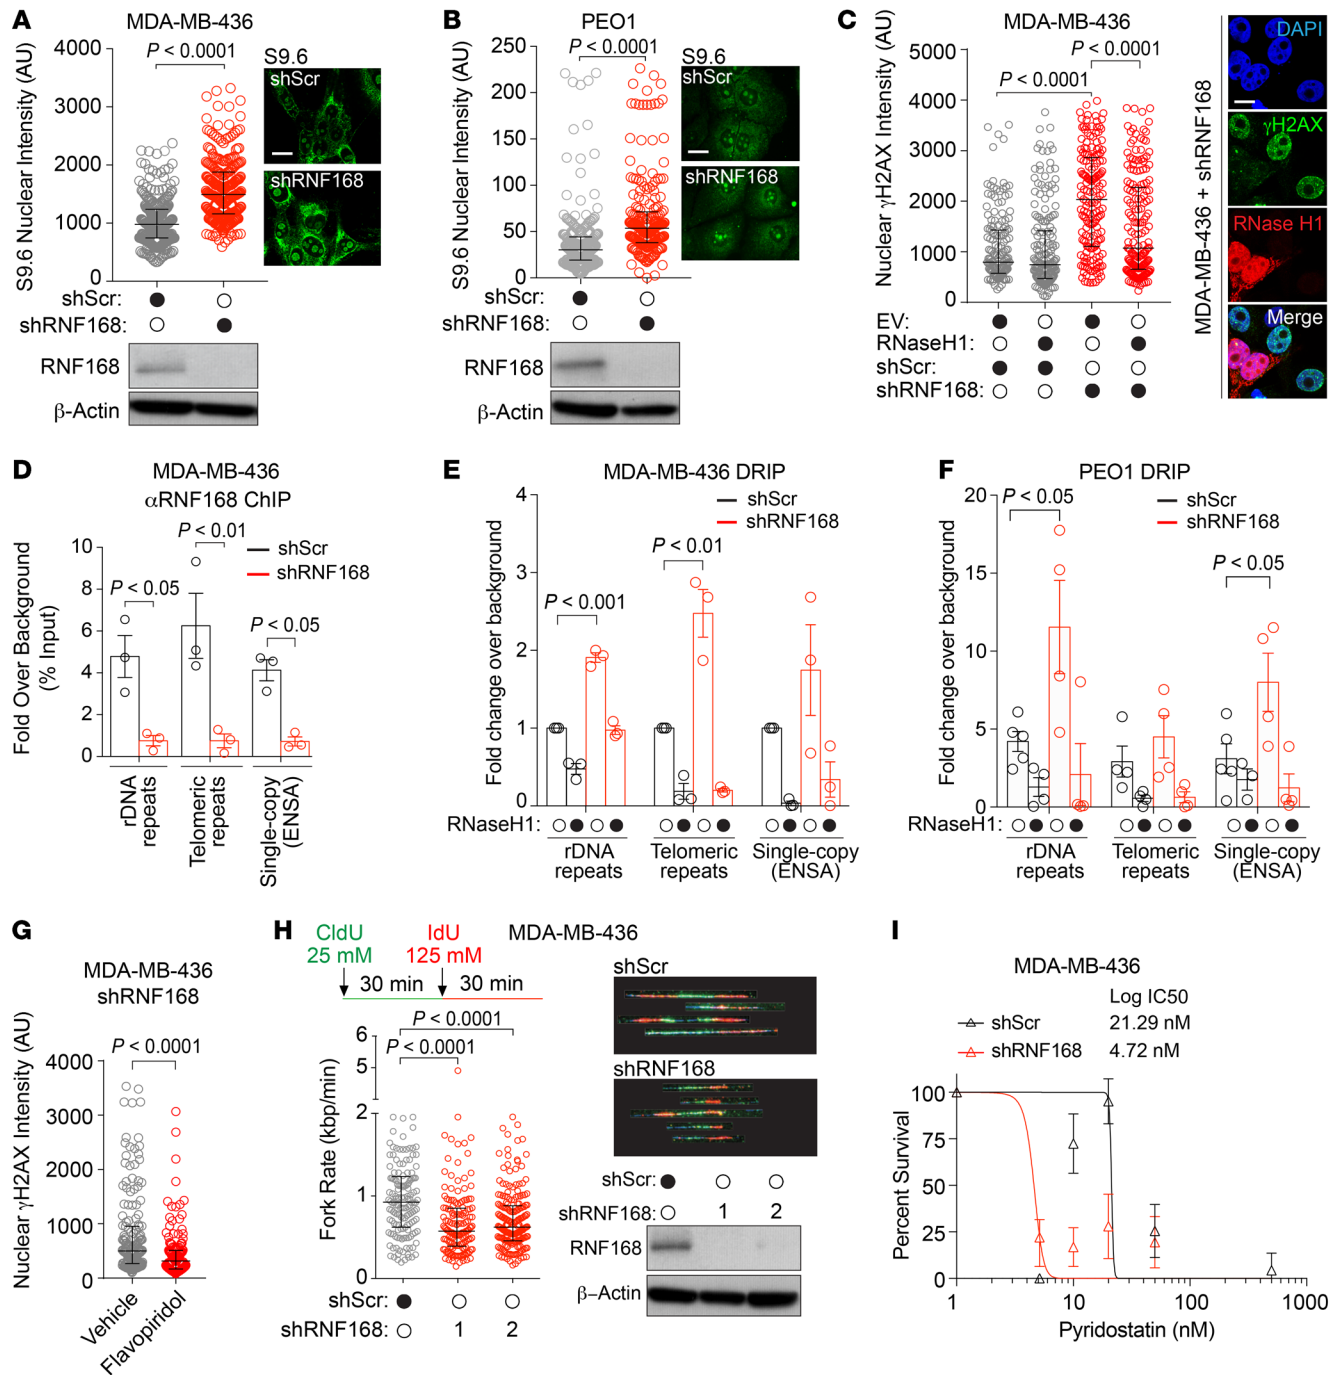 A
MDA-MB-436
S9.6 Nuclear Intensity (AU)
4000
3000
2000
1000
0
P < 0.0001
S9.6
shScr
shRNF168
shScr:
shRNF168:
RNF168
β-Actin
B
PEO1
S9.6 Nuclear Intensity (AU)
250
200
150
100
50
0
P < 0.0001
S9.6
shScr
shRNF168
shScr:
shRNF168:
RNF168
β-Actin
C
MDA-MB-436
Nuclear γH2AX Intensity (AU)
5000
4000
3000
2000
1000
0
P < 0.0001
P < 0.0001
EV:
RNaseH1:
shScr:
shRNF168:
MDA-MB-436 + shRNF168
DAPI
γH2AX
RNase H1
Merge
D
MDA-MB-436
αRNF168 ChIP
Fold Over Background
(% Input)
10
8
6
4
2
0
P < 0.05
P < 0.01
P < 0.05
shScr
shRNF168
rDNA
repeats
Telomeric
repeats
Single-copy
(ENSA)
E
MDA-MB-436 DRIP
Fold change over background
4
3
2
1
0
shScr
shRNF168
P < 0.001
P < 0.01
RNaseH1:
rDNA
repeats
Telomeric
repeats
Single-copy
(ENSA)
F
PEO1 DRIP
Fold change over background
20
15
10
5
0
P < 0.05
shScr
shRNF168
P < 0.05
RNaseH1:
rDNA
repeats
Telomeric
repeats
Single-copy
(ENSA)
G
MDA-MB-436
shRNF168
Nuclear γH2AX Intensity (AU)
4000
3000
2000
1000
0
P < 0.0001
Vehicle
Flavopiridol
H
CldU
25 mM
IdU
125 mM
MDA-MB-436
30 min
30 min
Fork Rate (kbp/min)
6
4
2
2
1
0
P < 0.0001
P < 0.0001
shScr:
shRNF168:
1
2
shScr
shRNF168
shScr:
shRNF168:
1
2
RNF168
β−Actin
I
MDA-MB-436
Log IC50
shScr
21.29 nM
shRNF168
4.72 nM
Percent Survival
100
75
50
25
0
1
10
100
1000
Pyridostatin (nM)